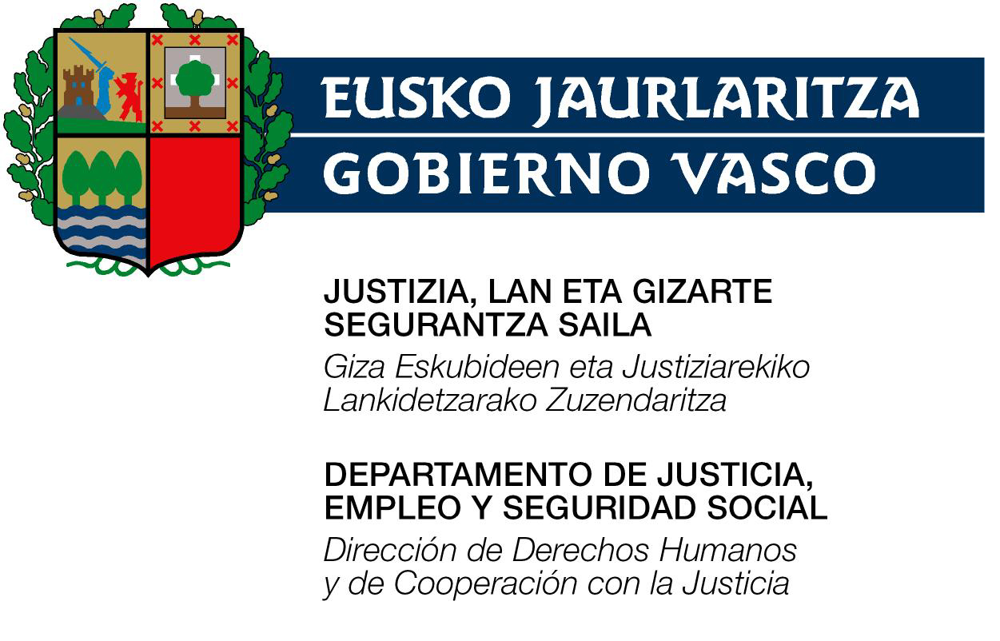 EUSKO JAURLARITZA
GOBIERNO VASCO
JUSTIZIA, LAN ETA GIZARTE
SEGURANTZA SAILA
Giza Eskubideen eta Justiziarekiko
Lankidetzarako Zuzendaritza
DEPARTAMENTO DE JUSTICIA,
EMPLEO Y SEGURIDAD SOCIAL
Dirección de Derechos Humanos
y de Cooperación con la Justicia